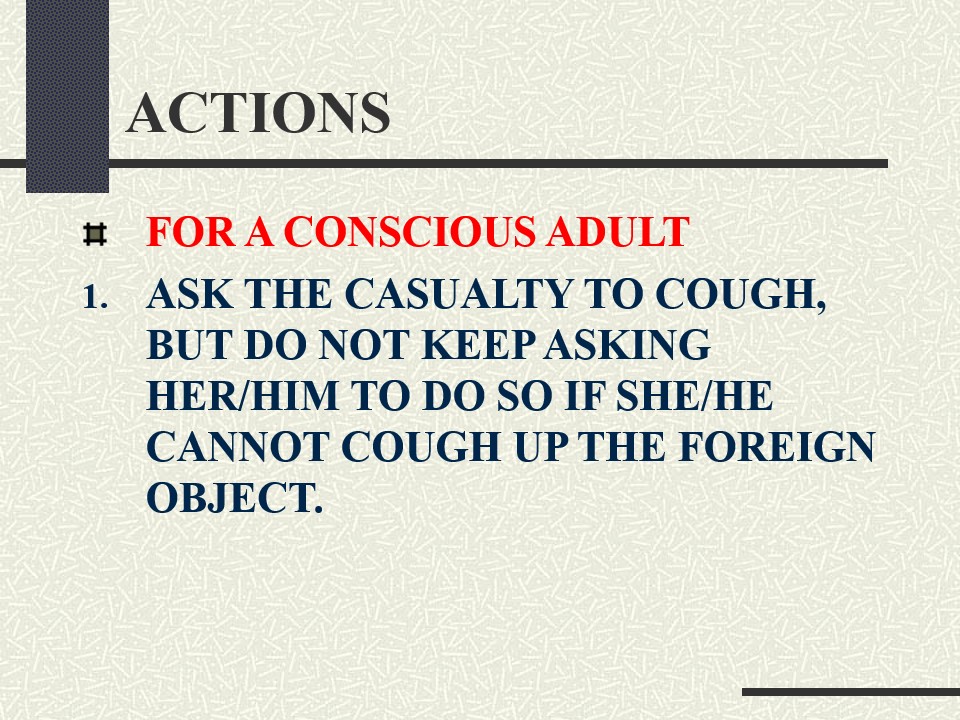 ACTIONS
FOR A CONSCIOUS ADULT
1. ASK THE CASUALTY TO COUGH,
BUT DO NOT KEEP ASKING
HER/HIM TO DO SO IF SHE/HE
CANNOT COUGH UP THE FOREIGN
OBJECT.